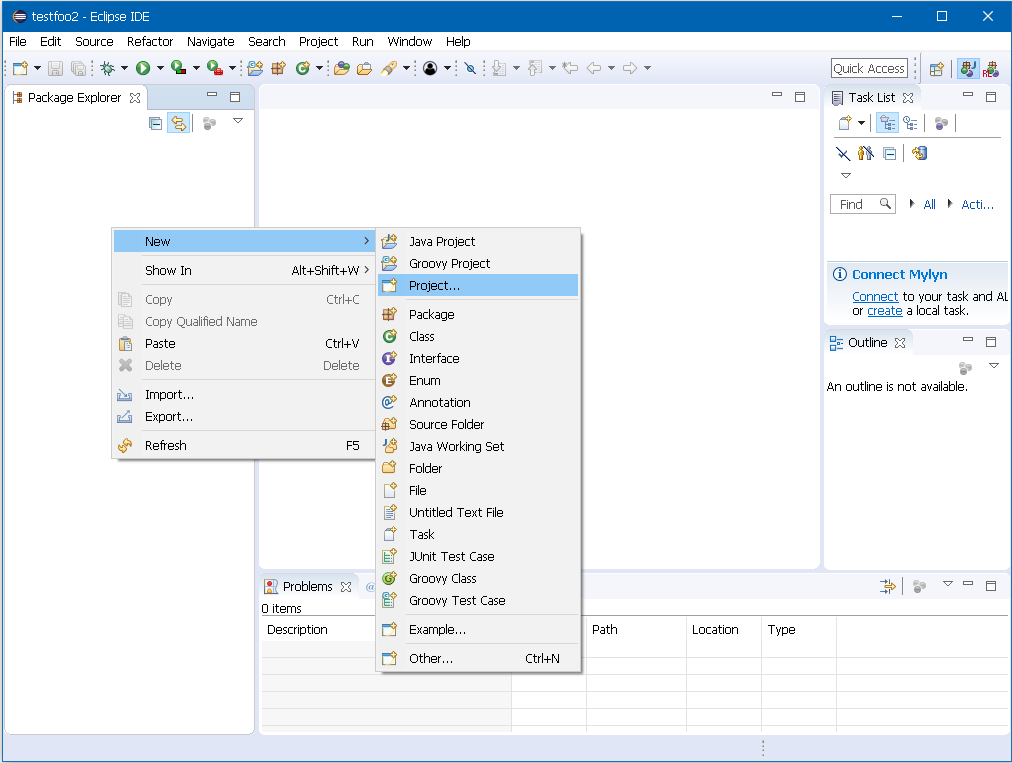 testfoo2 - Eclipse IDE
File Edit Source Refactor Navigate Search Project Run Window Help
Quick Access
Package Explorer
Task List
Find All Acti...
Connect Mylyn
Connect to your task and AL
or create a local task.
Outline
An outline is not available.
New
Show In Alt+Shift+W
Copy Ctrl+C
Copy Qualified Name
Paste Ctrl+V
Delete Delete
Import...
Export...
Refresh F5
Java Project
Groovy Project
Project...
Package
Class
Interface
Enum
Annotation
Source Folder
Java Working Set
Folder
File
Untitled Text File
Task
JUnit Test Case
Groovy Class
Groovy Test Case
Example...
Other... Ctrl+N
Problems @
0 items
Description Path Location Type